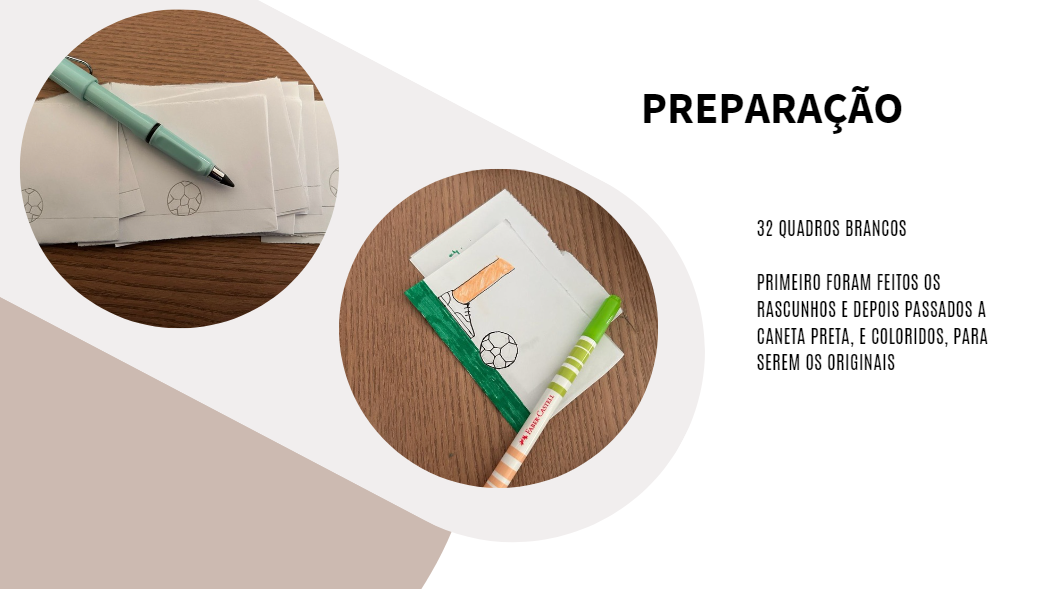 PREPARAÇÃO
32 QUADROS BRANCOS
PRIMEIRO FORAM FEITOS OS
RASCUNHOS E DEPOIS PASSADOS A
CANETA PRETA, E COLORIDOS, PARA
SEREM OS ORIGINAIS
FABER-CASTELL